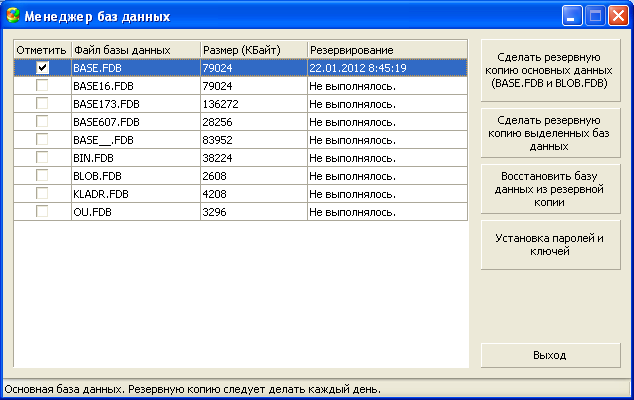 Менеджер баз данных
Отметить Файл базы данных Размер (КБайт) Резервирование
BASE.FDB 79024 22.01.2012 8:45:19
BASE16.FDB 79024 Не выполнялось.
BASE173.FDB 136272 Не выполнялось.
BASE607.FDB 28256 Не выполнялось.
BASE__.FDB 83952 Не выполнялось.
BIN.FDB 38224 Не выполнялось.
BLOB.FDB 2608 Не выполнялось.
KLADR.FDB 4208 Не выполнялось.
OU.FDB 3296 Не выполнялось.
Сделать резервную
копию основных данных
(BASE.FDB и BLOB.FDB)
Сделать резервную
копию выделенных баз
данных
Восстановить базу
данных из резервной
копии
Установка паролей и
ключей
Выход
Основная база данных. Резервную копию следует делать каждый день.